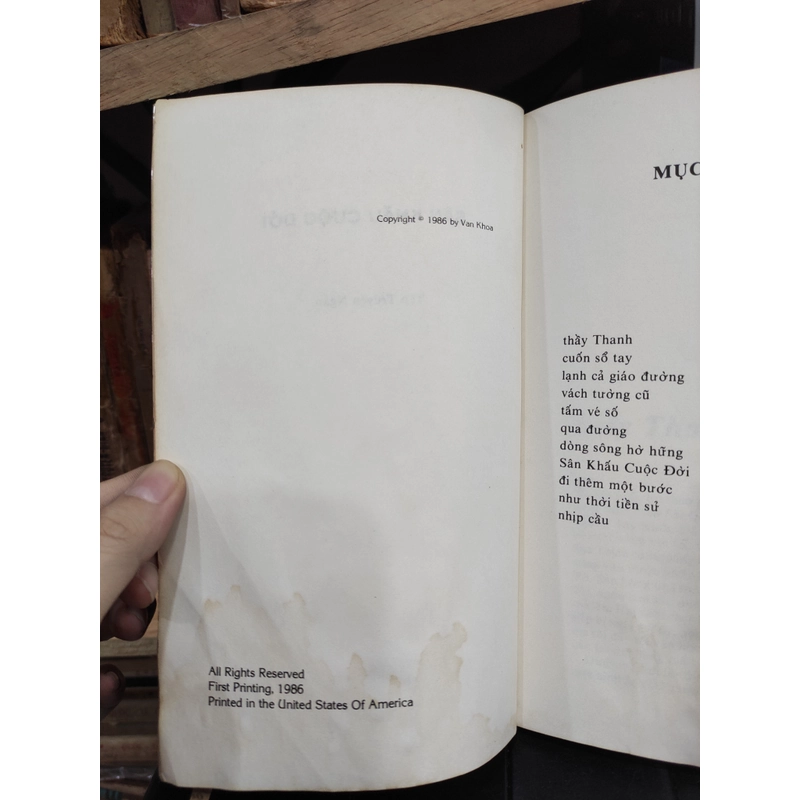 Copyright © 1986 by Van Khoa
All Rights Reserved
First Printing, 1986
Printed in the United States Of America
MỤC
thầy Thanh
cuốn sổ tay
lạnh cả giáo đường
vách tường cũ
tấm vé số
qua đường
dòng sông hờ hững
Sân Khấu Cuộc Đời
đi thêm một bước
như thời tiền sử
nhịp cầu